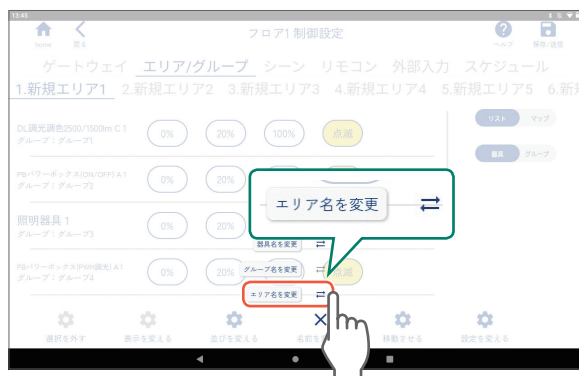 13:45
home
戻る
フロア1 制御設定
ヘルプ
保存/送信
ゲートウェイ エリア/グループ シーン リモコン 外部入力 スケジュール
1.新規エリア1 2.新規エリア2 3.新規エリア3 4.新規エリア4 5.新規エリア5 6.新規
リスト マップ
DL調光調色2500/1500lm C 1
グループ：グループ1
0% 20% 100% 点滅
器具 グループ
PBパワーボックス(ON/OFF) A 1
グループ：グループ2
0% 20%
エリア名を変更
照明器具 1
グループ：グループ3
0% 20%
器具名を変更
PBパワーボックス(PWM調光) A 1
グループ：グループ4
0% 20% グループ名を変更 点滅
エリア名を変更
選択を外す 表示を変える 並びを変える 名前を 移動させる 設定を変える